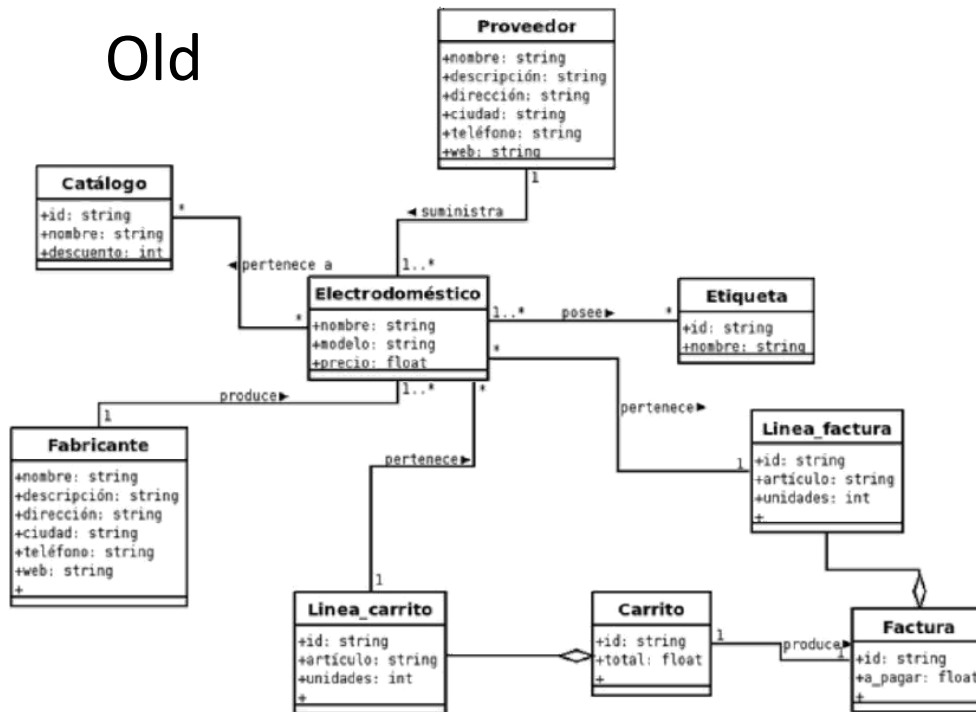 Old
Proveedor
+nombre: string
+descripción: string
+dirección: string
+ciudad: string
+teléfono: string
+web: string
1
◄ suministra
1..*
Catálogo
+id: string
+nombre: string
+descuento: int
*
◄ pertenece a
*
Electrodoméstico
+nombre: string
+modelo: string
+precio: float
1..*
posee►
*
Etiqueta
+id: string
+nombre: string
*
pertenece►
1
Linea_factura
+id: string
+artículo: string
+unidades: int
+
1..*
produce►
1
*
pertenece►
1
Fabricante
+nombre: string
+descripción: string
+dirección: string
+ciudad: string
+teléfono: string
+web: string
+
Linea_carrito
+id: string
+artículo: string
+unidades: int
+
Carrito
+id: string
+total: float
+
1
produce►
1
Factura
+id: string
+a_pagar: float
+